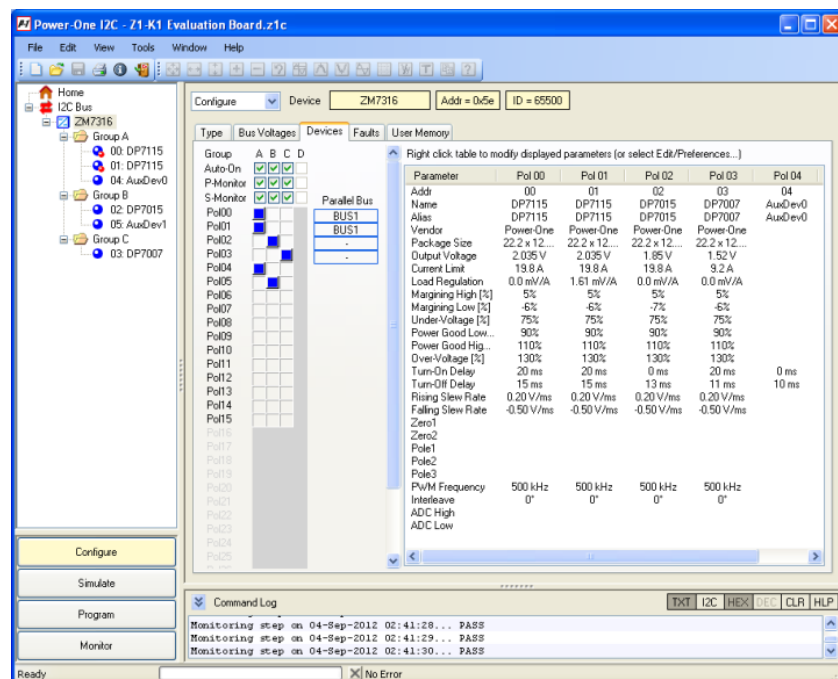 Power-One I2C - Z1-K1 Evaluation Board.z1c
File Edit View Tools Window Help
Home
I2C Bus
ZM7316
Group A
00: DP7115
01: DP7115
04: AuxDev0
Group B
02: DP7015
05: AuxDev1
Group C
03: DP7007
Configure
Simulate
Program
Monitor
Configure Device ZM7316 Addr = 0x5e ID = 65500
Type Bus Voltages Devices Faults User Memory
Group A B C D
Auto-On
P-Monitor
S-Monitor
Parallel Bus
Pol00 BUS1
Pol01 BUS1
Pol02 -
Pol03 -
Pol04
Pol05
Pol06
Pol07
Pol08
Pol09
Pol10
Pol11
Pol12
Pol13
Pol14
Pol15
Pol16
Pol17
Pol18
Pol19
Pol20
Pol21
Pol22
Pol23
Pol24
Pol25
Right click table to modify displayed parameters (or select Edit/Preferences...)
Parameter Pol 00 Pol 01 Pol 02 Pol 03 Pol 04
Addr 00 01 02 03 04
Name DP7115 DP7115 DP7015 DP7007 AuxDev0
Alias DP7115 DP7115 DP7015 DP7007 AuxDev0
Vendor Power-One Power-One Power-One Power-One
Package Size 22.2 x 12.... 22.2 x 12.... 22.2 x 12.... 22.2 x 12....
Output Voltage 2.035 V 2.035 V 1.85 V 1.52 V
Current Limit 19.8 A 19.8 A 19.8 A 9.2 A
Load Regulation 0.0 mV/A 1.61 mV/A 0.0 mV/A 0.0 mV/A
Margining High [%] 5% 5% 5% 5%
Margining Low [%] -6% -6% -7% -6%
Under-Voltage [%] 75% 75% 75% 75%
Power Good Low... 90% 90% 90% 90%
Power Good Hig... 110% 110% 110% 110%
Over-Voltage [%] 130% 130% 130% 130%
Turn-On Delay 20 ms 20 ms 0 ms 20 ms 0 ms
Turn-Off Delay 15 ms 15 ms 13 ms 11 ms 10 ms
Rising Slew Rate 0.20 V/ms 0.20 V/ms 0.20 V/ms 0.20 V/ms
Falling Slew Rate -0.50 V/ms -0.50 V/ms -0.50 V/ms -0.50 V/ms
Zero1
Zero2
Pole1
Pole2
Pole3
PWM Frequency 500 kHz 500 kHz 500 kHz 500 kHz
Interleave 0° 0° 0° 0°
ADC High
ADC Low
Command Log TXT I2C HEX DEC CLR HLP
Monitoring step on 04-Sep-2012 02:41:28... PASS
Monitoring step on 04-Sep-2012 02:41:29... PASS
Monitoring step on 04-Sep-2012 02:41:30... PASS
Ready No Error